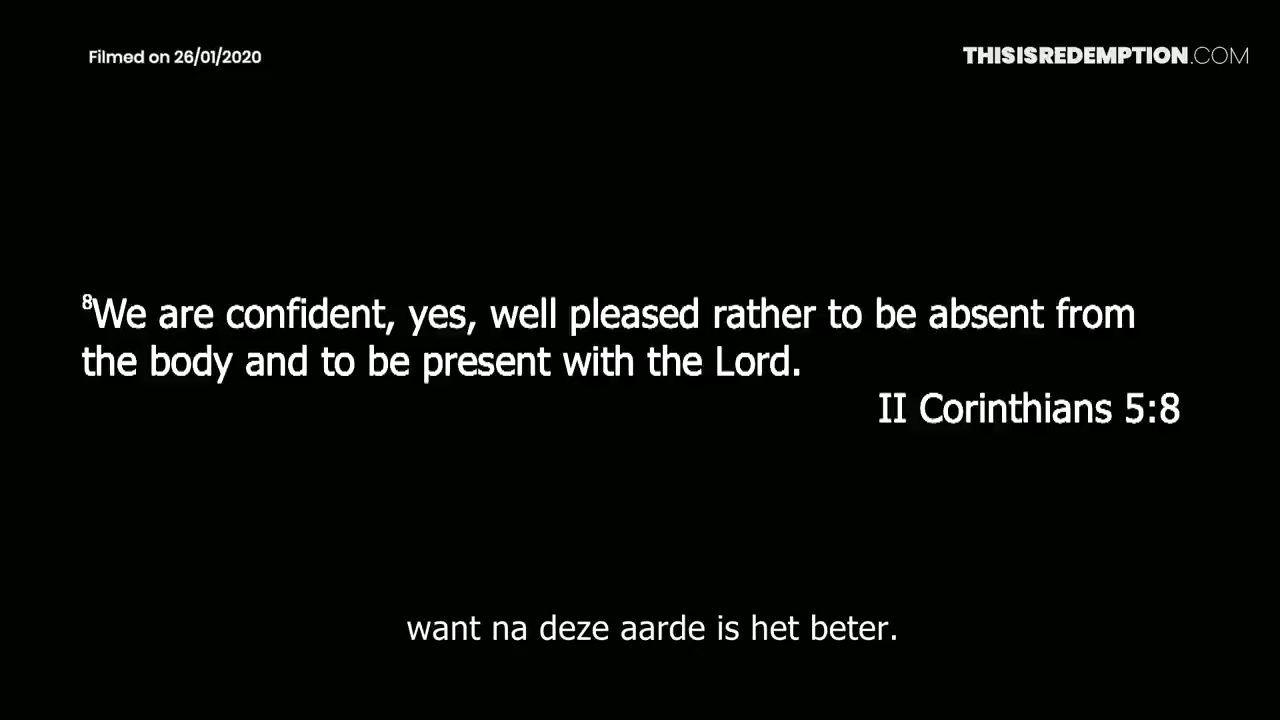 Filmed on 26/01/2020
THISISREDEMPTION.COM
⁸We are confident, yes, well pleased rather to be absent from
the body and to be present with the Lord.
II Corinthians 5:8
want na deze aarde is het beter.